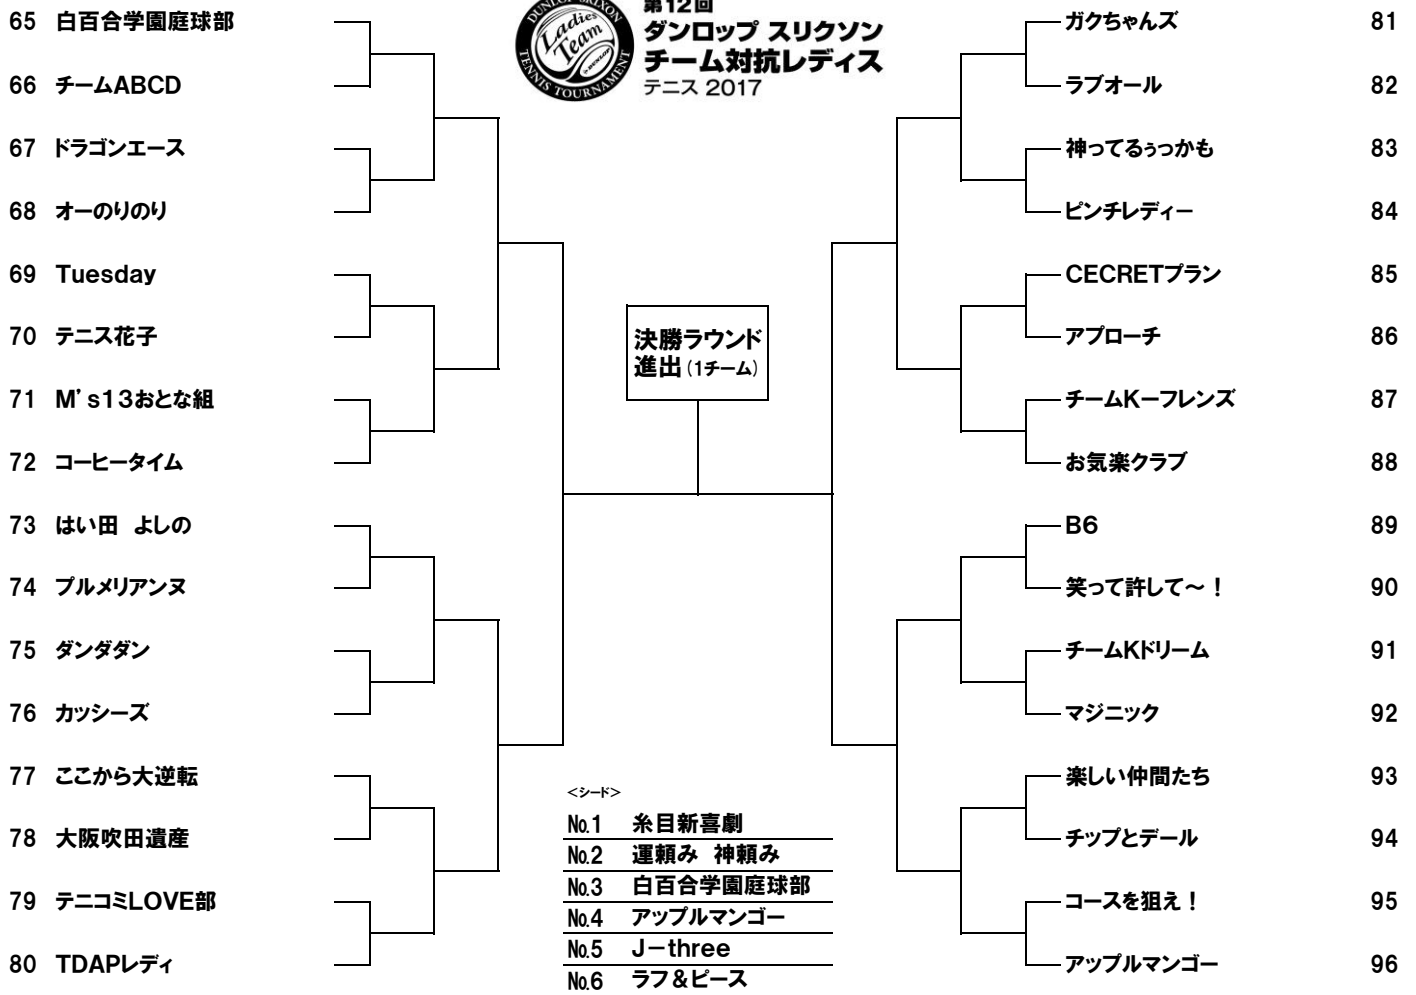 DUNLOP SRIXON
Ladies
Team
by DUNLOP
TENNIS TOURNAMENT
第12回
ダンロップ スリクソン
チーム対抗レディス
テニス 2017
65 白百合学園庭球部
66 チームABCD
67 ドラゴンエース
68 オーのりのり
69 Tuesday
70 テニス花子
71 M's13おとな組
72 コーヒータイム
73 はい田 よしの
74 プルメリアンヌ
75 ダンダダン
76 カッシーズ
77 ここから大逆転
78 大阪吹田遺産
79 テニコミLOVE部
80 TDAPレディ
決勝ラウンド
進出(1チーム)
<シード>
№1 糸目新喜劇
№2 運頼み 神頼み
№3 白百合学園庭球部
№4 アップルマンゴー
№5 J-three
№6 ラフ&ピース
ガクちゃんズ 81
ラブオール 82
神ってるぅっかも 83
ピンチレディー 84
CECRETプラン 85
アプローチ 86
チームKーフレンズ 87
お気楽クラブ 88
B6 89
笑って許して~! 90
チームKドリーム 91
マジニック 92
楽しい仲間たち 93
チップとデール 94
コースを狙え! 95
アップルマンゴー 96